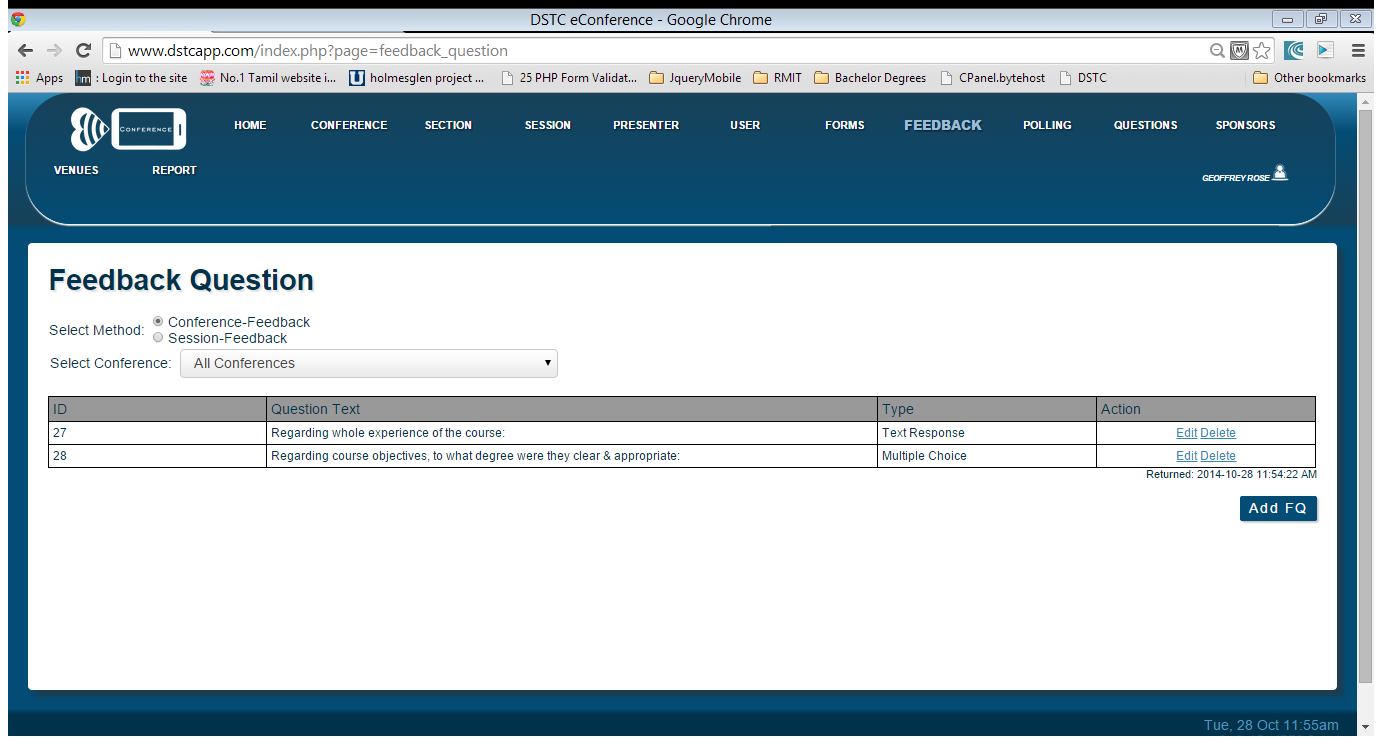 DSTC eConference - Google Chrome
www.dstcapp.com/index.php?page=feedback_question
Apps : Login to the site No.1 Tamil website i... holmesglen project ... 25 PHP Form Validat... JqueryMobile RMIT Bachelor Degrees CPanel.bytehost DSTC Other bookmarks
CONFERENCE HOME CONFERENCE SECTION SESSION PRESENTER USER FORMS FEEDBACK POLLING QUESTIONS SPONSORS
VENUES REPORT GEOFFREY ROSE
Feedback Question
Select Method: Conference-Feedback
Session-Feedback
Select Conference: All Conferences
ID Question Text Type Action
27 Regarding whole experience of the course: Text Response Edit Delete
28 Regarding course objectives, to what degree were they clear & appropriate: Multiple Choice Edit Delete
Returned: 2014-10-28 11:54:22 AM
Add FQ
Tue, 28 Oct 11:55am